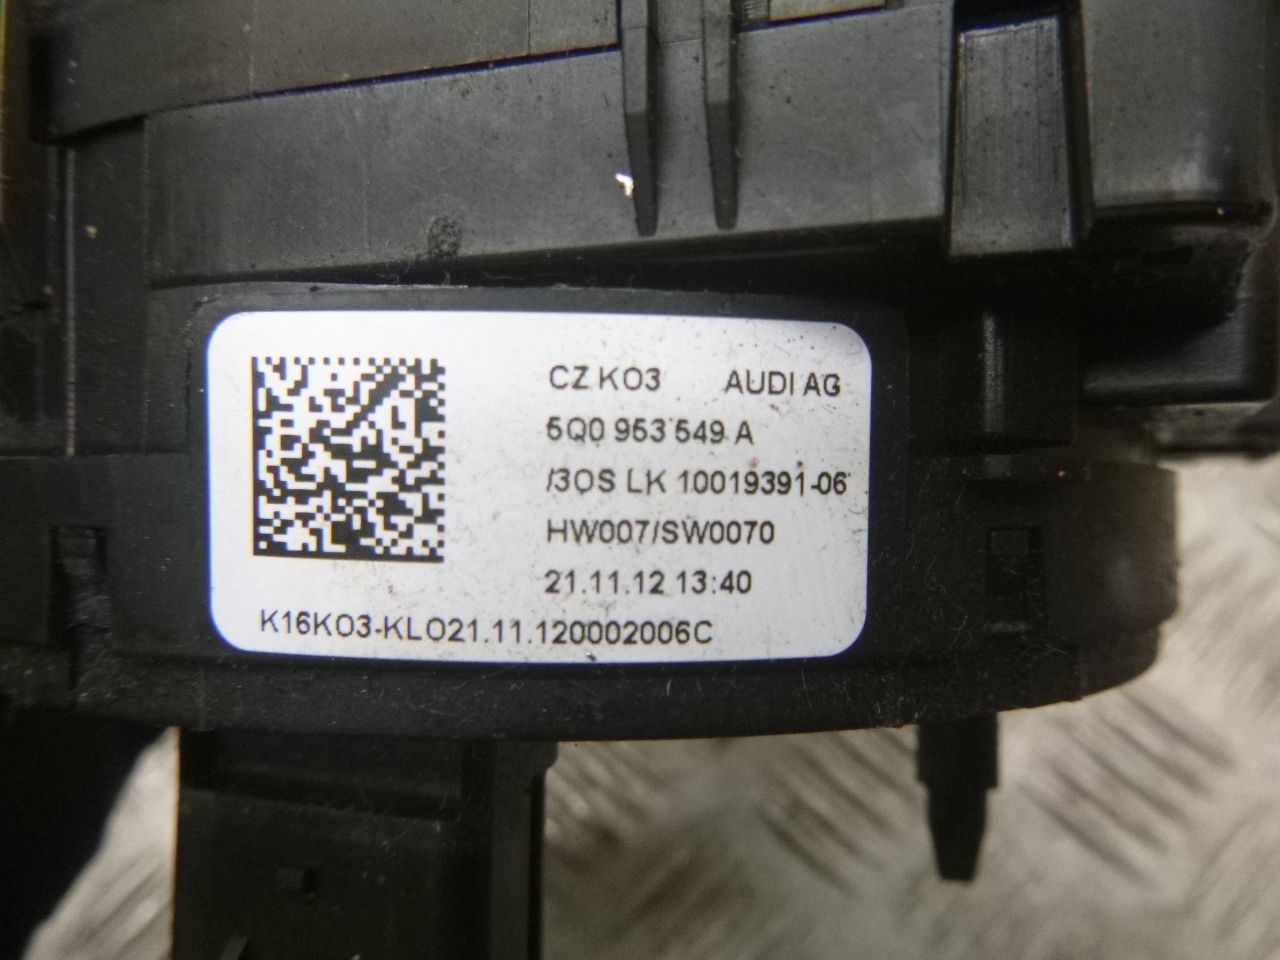 CZ K03 AUDI AG
5Q0 953 549 A
/3OS LK 10019391-06
HW007/SW0070
21.11.12 13:40
K16KO3-KLO21.11.120002006C